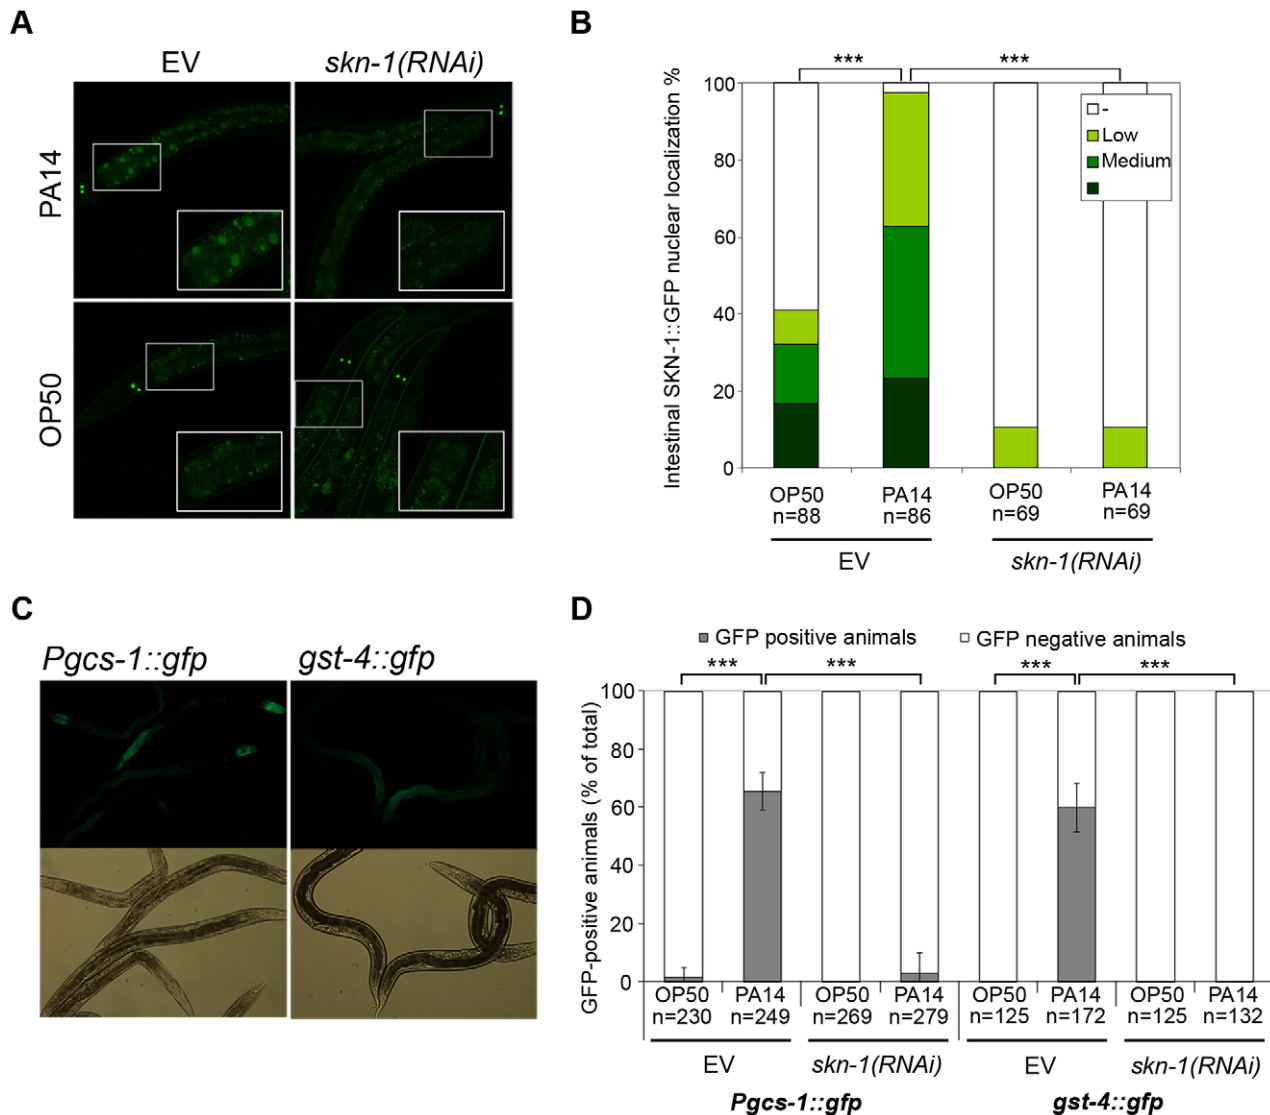 A
EV
skn-1(RNAi)
PA14
OP50
B
Intestinal SKN-1::GFP nuclear localization %
***
***
100
80
60
40
20
0
-
Low
Medium
OP50
PA14
OP50
PA14
n=88
n=86
n=69
n=69
EV
skn-1(RNAi)
C
Pgcs-1::gfp
gst-4::gfp
D
GFP positive animals
GFP negative animals
***
***
***
***
GFP-positive animals (% of total)
100
80
60
40
20
0
OP50
PA14
OP50
PA14
OP50
PA14
OP50
PA14
n=230
n=249
n=269
n=279
n=125
n=172
n=125
n=132
EV
skn-1(RNAi)
EV
skn-1(RNAi)
Pgcs-1::gfp
gst-4::gfp